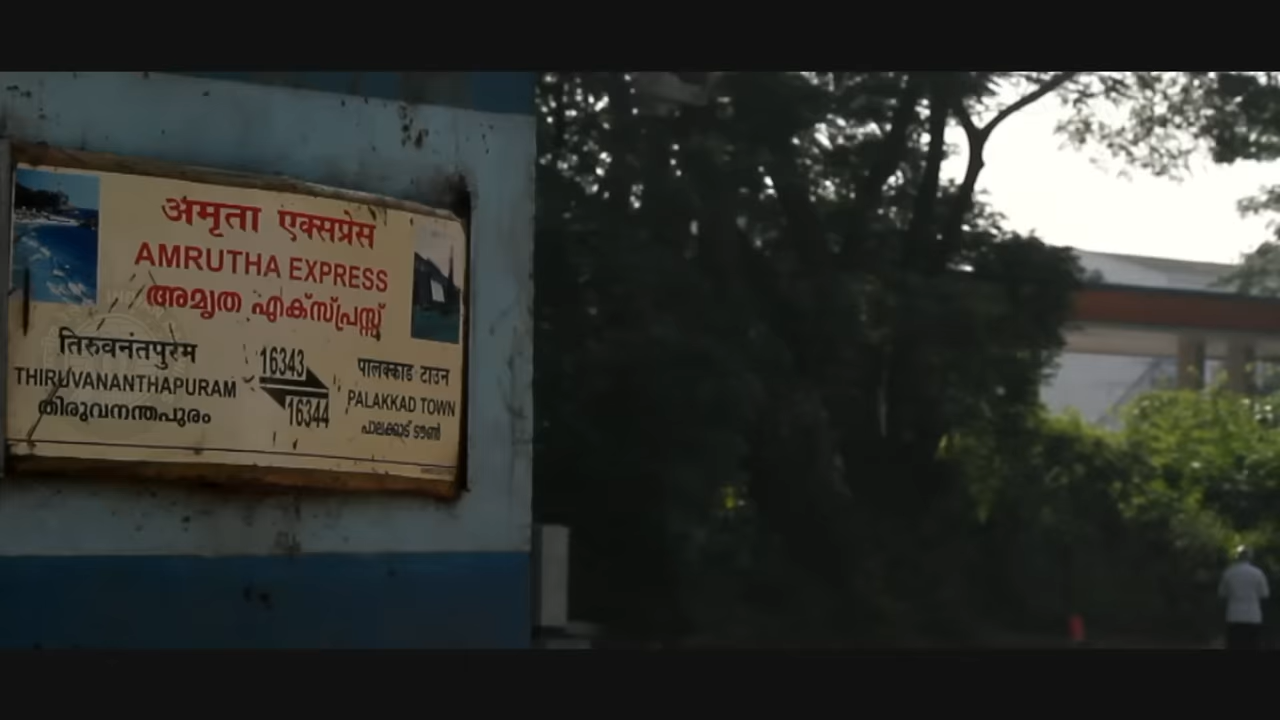 अमृता एक्सप्रेस
AMRUTHA EXPRESS
അമൃത എക്സ്പ്രസ്സ്
तिरुवनंतपुरम
THIRUVANANTHAPURAM
തിരുവനന്തപുരം
16343
16344
पालक्काड टाउन
PALAKKAD TOWN
പാലക്കാട് ടൗൺ